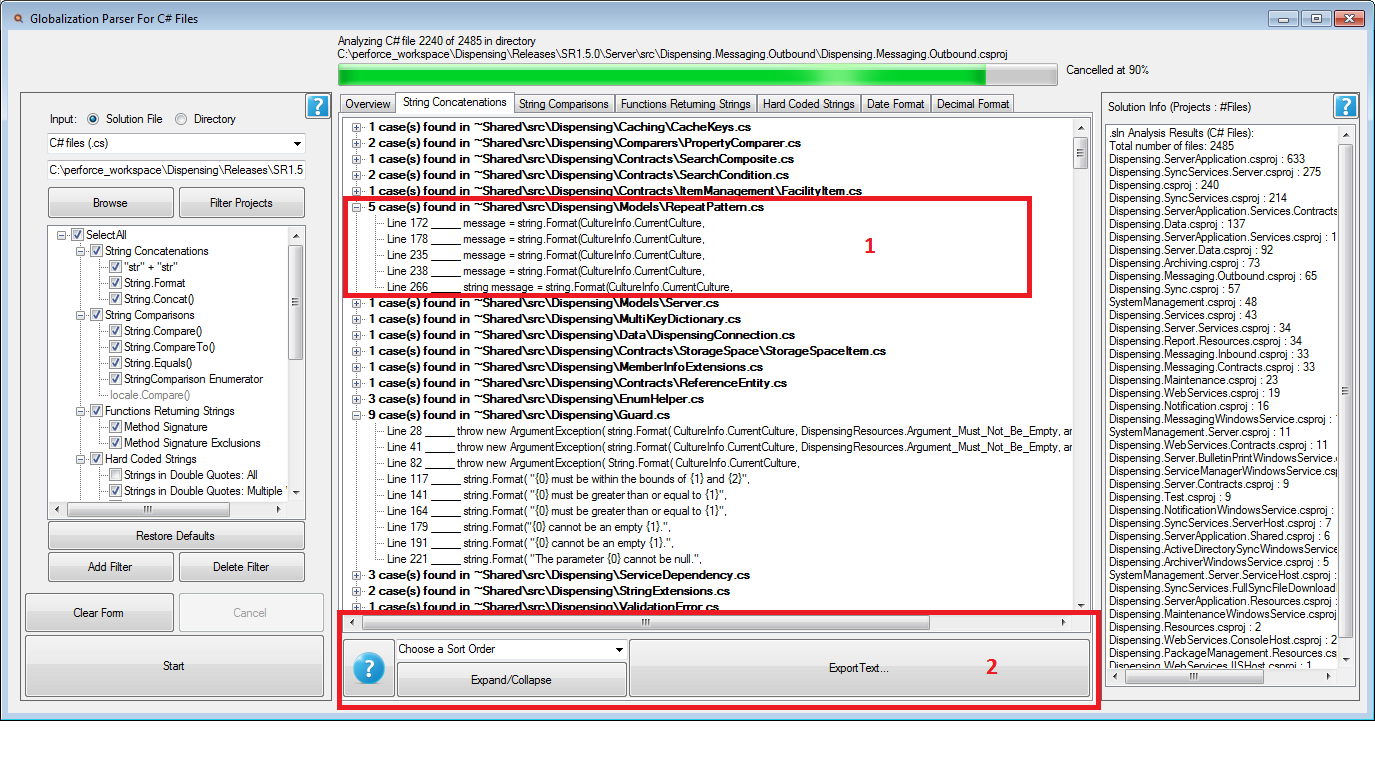 Globalization Parser For C# Files
Analyzing C# file 2240 of 2485 in directory
C:\perforce_workspace\Dispensing\Releases\SR1.5.0\Server\src\Dispensing.Messaging.Outbound\Dispensing.Messaging.Outbound.csproj
Cancelled at 90%
Input: Solution File Directory
C# files (.cs)
C:\perforce_workspace\Dispensing\Releases\SR1.5
Browse Filter Projects
SelectAll
String Concatenations
"str" + "str"
String.Format
String.Concat()
String Comparisons
String.Compare()
String.CompareTo()
String.Equals()
StringComparison Enumerator
locale.Compare()
Functions Returning Strings
Method Signature
Method Signature Exclusions
Hard Coded Strings
Strings in Double Quotes: All
Strings in Double Quotes: Multiple
Restore Defaults
Add Filter Delete Filter
Clear Form Cancel
Start
Overview String Concatenations String Comparisons Functions Returning Strings Hard Coded Strings Date Format Decimal Format
1 case(s) found in ~Shared\src\Dispensing\Caching\CacheKeys.cs
2 case(s) found in ~Shared\src\Dispensing\Comparers\PropertyComparer.cs
1 case(s) found in ~Shared\src\Dispensing\Contracts\SearchComposite.cs
2 case(s) found in ~Shared\src\Dispensing\Contracts\SearchCondition.cs
1 case(s) found in ~Shared\src\Dispensing\Contracts\ItemManagement\FacilityItem.cs
5 case(s) found in ~Shared\src\Dispensing\Models\RepeatPattern.cs
Line 172 _____ message = string.Format(CultureInfo.CurrentCulture,
Line 178 _____ message = string.Format(CultureInfo.CurrentCulture,
1
Line 235 _____ message = string.Format(CultureInfo.CurrentCulture,
Line 238 _____ message = string.Format(CultureInfo.CurrentCulture,
Line 266 _____ string message = string.Format(CultureInfo.CurrentCulture,
1 case(s) found in ~Shared\src\Dispensing\Models\Server.cs
1 case(s) found in ~Shared\src\Dispensing\MultiKeyDictionary.cs
1 case(s) found in ~Shared\src\Dispensing\Data\DispensingConnection.cs
1 case(s) found in ~Shared\src\Dispensing\Contracts\StorageSpace\StorageSpaceItem.cs
1 case(s) found in ~Shared\src\Dispensing\MemberInfoExtensions.cs
1 case(s) found in ~Shared\src\Dispensing\Contracts\ReferenceEntity.cs
3 case(s) found in ~Shared\src\Dispensing\EnumHelper.cs
9 case(s) found in ~Shared\src\Dispensing\Guard.cs
Line 28 _____ throw new ArgumentException( string.Format( CultureInfo.CurrentCulture, DispensingResources.Argument_Must_Not_Be_Empty, ar
Line 41 _____ throw new ArgumentException( string.Format( CultureInfo.CurrentCulture, DispensingResources.Argument_Must_Not_Be_Empty, ar
Line 82 _____ throw new ArgumentException( String.Format( CultureInfo.CurrentCulture,
Line 117 _____ string.Format( "{0} must be within the bounds of {1} and {2}",
Line 141 _____ string.Format( "{0} must be greater than or equal to {1}",
Line 164 _____ string.Format( "{0} must be greater than or equal to {1}",
Line 179 _____ string.Format("{0} cannot be an empty {1}.",
Line 191 _____ string.Format( "{0} cannot be an empty {1}.",
Line 221 _____ string.Format( "The parameter {0} cannot be null.",
3 case(s) found in ~Shared\src\Dispensing\ServiceDependency.cs
2 case(s) found in ~Shared\src\Dispensing\StringExtensions.cs
1 case(s) found in ~Shared\src\Dispensing\ValidationError.cs
Choose a Sort Order
Expand/Collapse
Export Text...
2
Solution Info (Projects : #Files)
.sln Analysis Results (C# Files):
Total number of files: 2485
Dispensing.ServerApplication.csproj : 633
Dispensing.SyncServices.Server.csproj : 275
Dispensing.csproj : 240
Dispensing.SyncServices.csproj : 214
Dispensing.ServerApplication.Services.Contracts
Dispensing.Data.csproj : 137
Dispensing.ServerApplication.Services.csproj : 1
Dispensing.Server.Data.csproj : 92
Dispensing.Archiving.csproj : 73
Dispensing.Messaging.Outbound.csproj : 65
Dispensing.Sync.csproj : 57
SystemManagement.csproj : 48
Dispensing.Services.csproj : 43
Dispensing.Server.Services.csproj : 34
Dispensing.Report.Resources.csproj : 34
Dispensing.Messaging.Inbound.csproj : 33
Dispensing.Messaging.Contracts.csproj : 33
Dispensing.Maintenance.csproj : 23
Dispensing.WebServices.csproj : 19
Dispensing.Notification.csproj : 16
Dispensing.MessagingWindowsService.csproj : 
SystemManagement.Server.csproj : 11
Dispensing.WebServices.Contracts.csproj : 11
Dispensing.Server.BulletinPrintWindowsService.c
Dispensing.ServiceManagerWindowsService.csp
Dispensing.Server.Contracts.csproj : 9
Dispensing.Test.csproj : 9
Dispensing.NotificationWindowsService.csproj :
Dispensing.SyncServices.ServerHost.csproj : 7
Dispensing.ServerApplication.Shared.csproj : 6
Dispensing.ActiveDirectorySyncWindowsService
Dispensing.ArchiverWindowsService.csproj : 5
SystemManagement.Server.ServiceHost.csproj :
Dispensing.SyncServices.FullSyncFileDownload
Dispensing.ServerApplication.Resources.csproj :
Dispensing.MaintenanceWindowsService.csproj
Dispensing.Resources.csproj : 2
Dispensing.WebServices.ConsoleHost.csproj : 2
Dispensing.PackageManagement.Resources.cs
Dispensing.WebServices.IISHost.csproj : 1